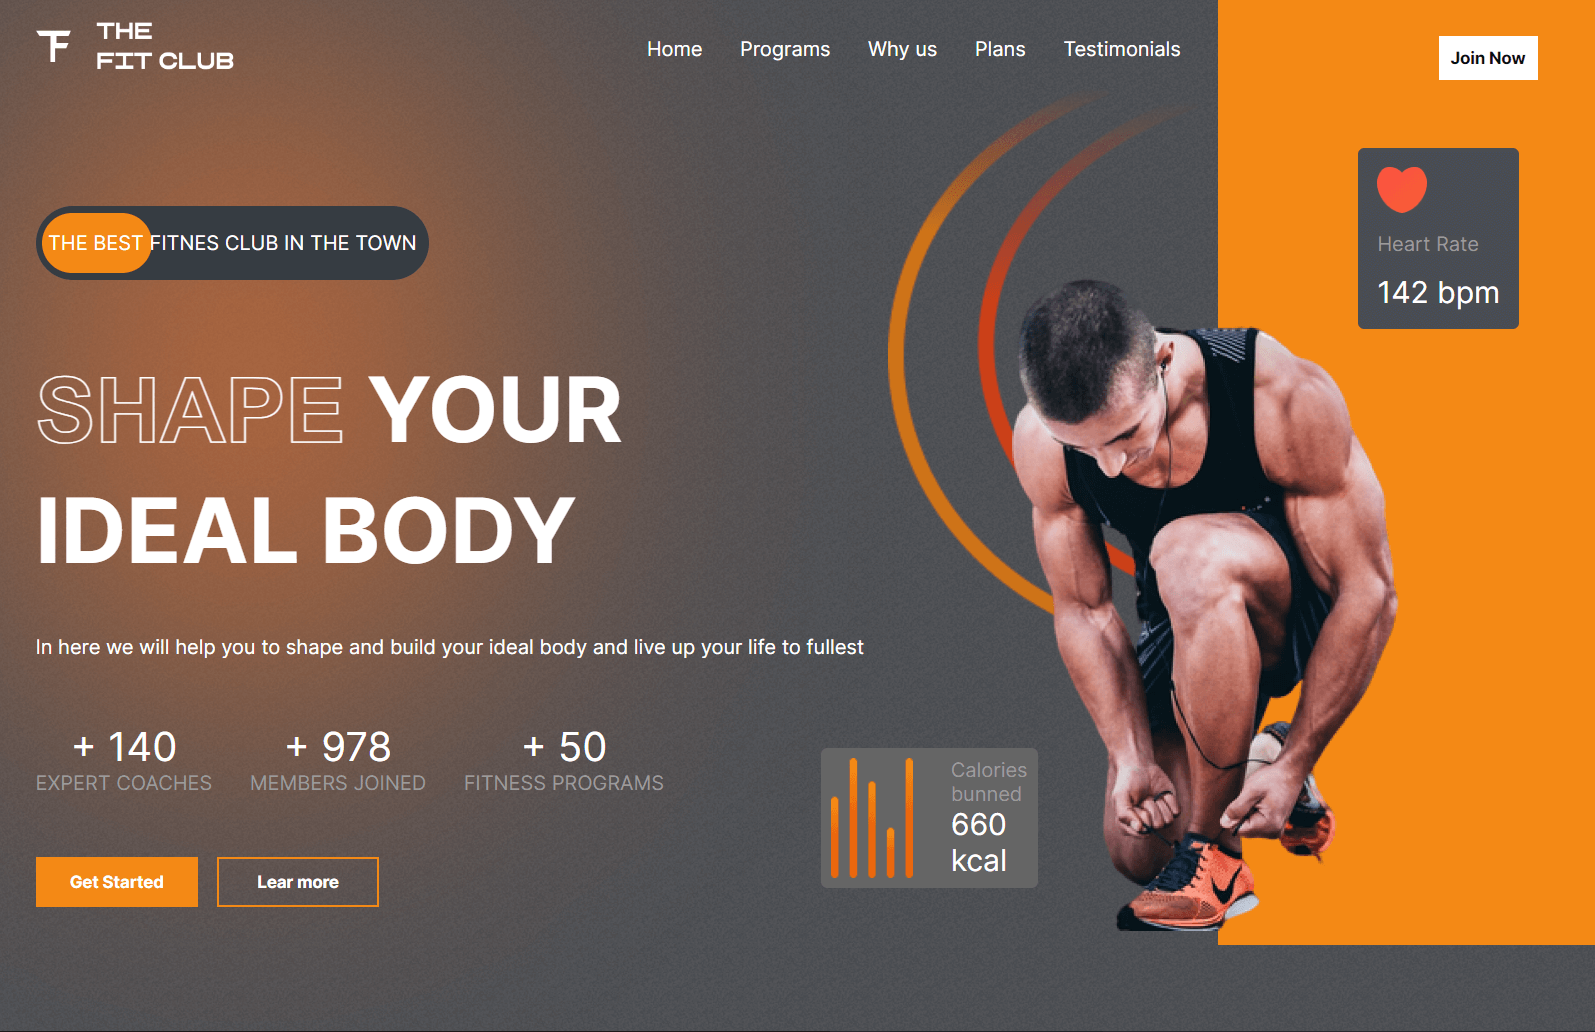 THE
FIT CLUB
Home Programs Why us Plans Testimonials
Join Now
Heart Rate
142 bpm
THE BEST FITNES CLUB IN THE TOWN
SHAPE YOUR
IDEAL BODY
In here we will help you to shape and build your ideal body and live up your life to fullest
+ 140
EXPERT COACHES
+ 978
MEMBERS JOINED
+ 50
FITNESS PROGRAMS
Calories
bunned
660
kcal
Get Started
Lear more